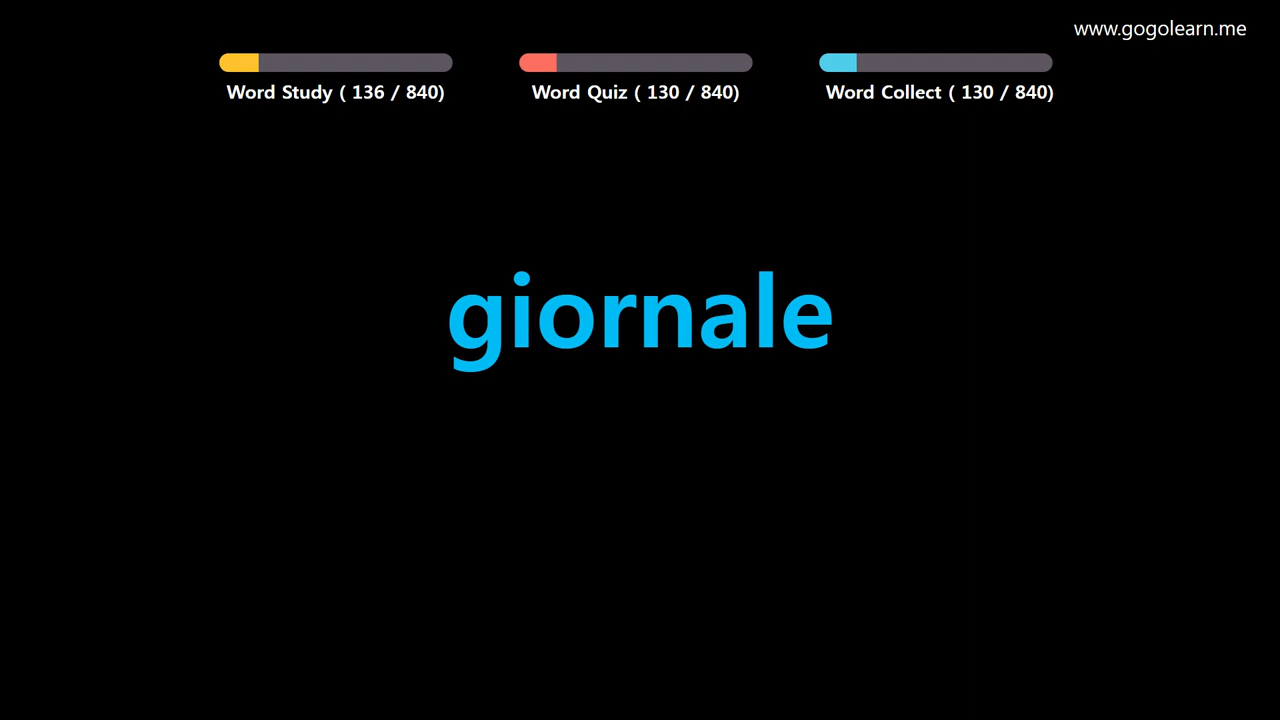 www.gogolearn.me
Word Study ( 136 / 840)
Word Quiz ( 130 / 840)
Word Collect ( 130 / 840)
giornale